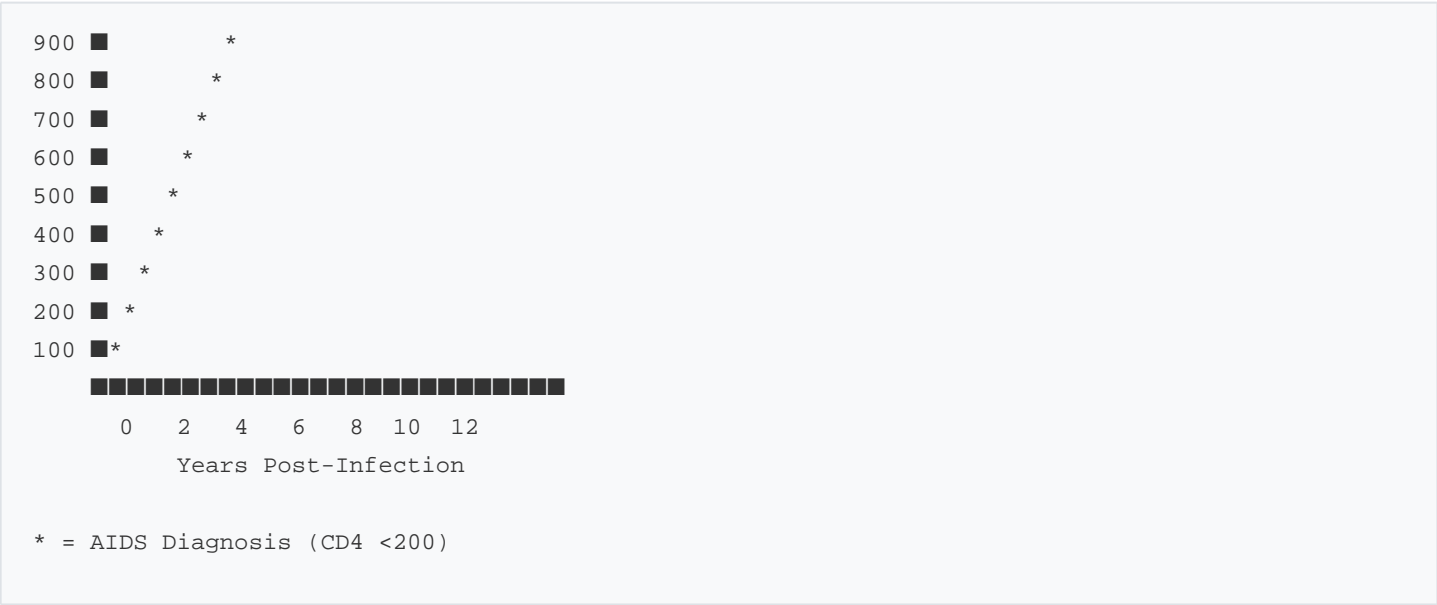 900 ■        *
800 ■       *
700 ■      *
600 ■     *
500 ■    *
400 ■   *
300 ■  *
200 ■ *
100 ■*
■■■■■■■■■■■■■■■■■■■■■■■■■■
0 2 4 6 8 10 12
Years Post-Infection
* = AIDS Diagnosis (CD4 <200)